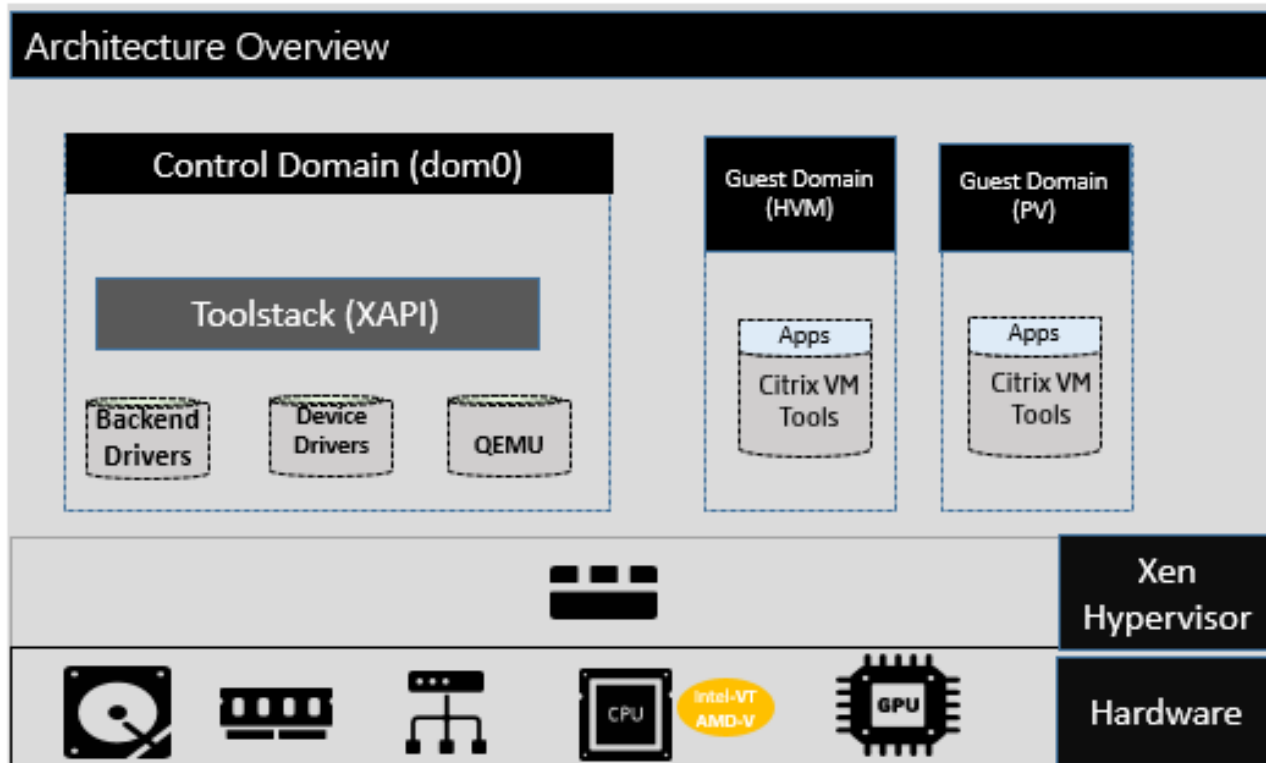 Architecture Overview
Control Domain (dom0)
Toolstack (XAPI)
Backend
Drivers
Device
Drivers
QEMU
Guest Domain
(HVM)
Apps
Citrix VM
Tools
Guest Domain
(PV)
Apps
Citrix VM
Tools
Xen
Hypervisor
CPU
Intel-VT
AMD-V
GPU
Hardware